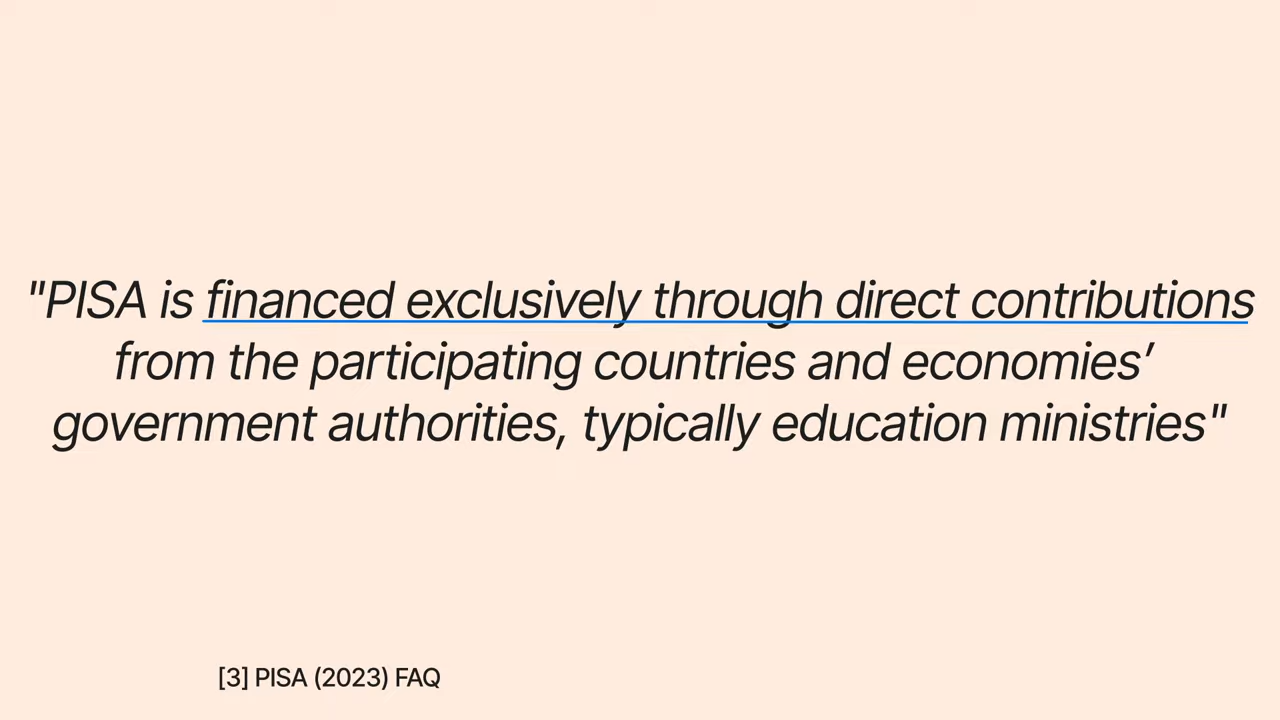 "PISA is financed exclusively through direct contributions
from the participating countries and economies’
government authorities, typically education ministries"
[3] PISA (2023) FAQ